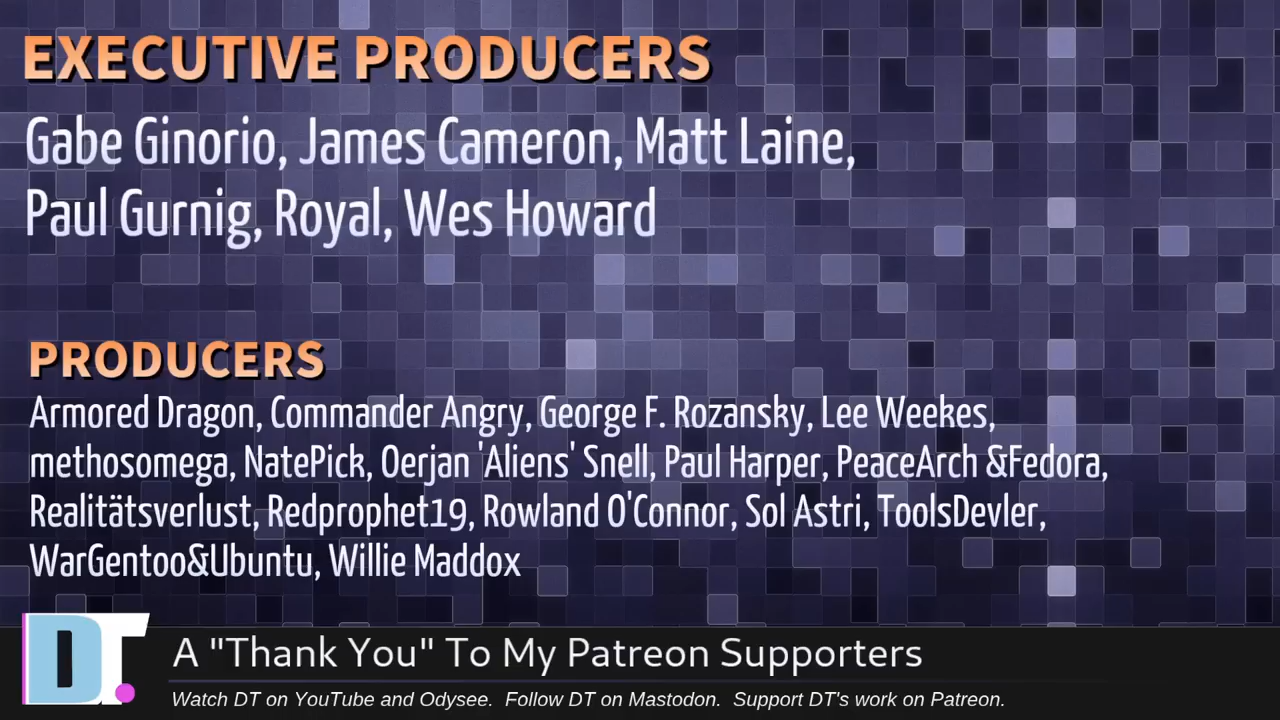 EXECUTIVE PRODUCERS
Gabe Ginorio, James Cameron, Matt Laine,
Paul Gurnig, Royal, Wes Howard
PRODUCERS
Armored Dragon, Commander Angry, George F. Rozansky, Lee Weekes,
methosomega, NatePick, Oerjan 'Aliens' Snell, Paul Harper, PeaceArch &Fedora,
Realitätsverlust, Redprophet19, Rowland O'Connor, Sol Astri, ToolsDevler,
WarGentoo&Ubuntu, Willie Maddox
DT.
A "Thank You" To My Patreon Supporters
Watch DT on YouTube and Odysee. Follow DT on Mastodon. Support DT's work on Patreon.